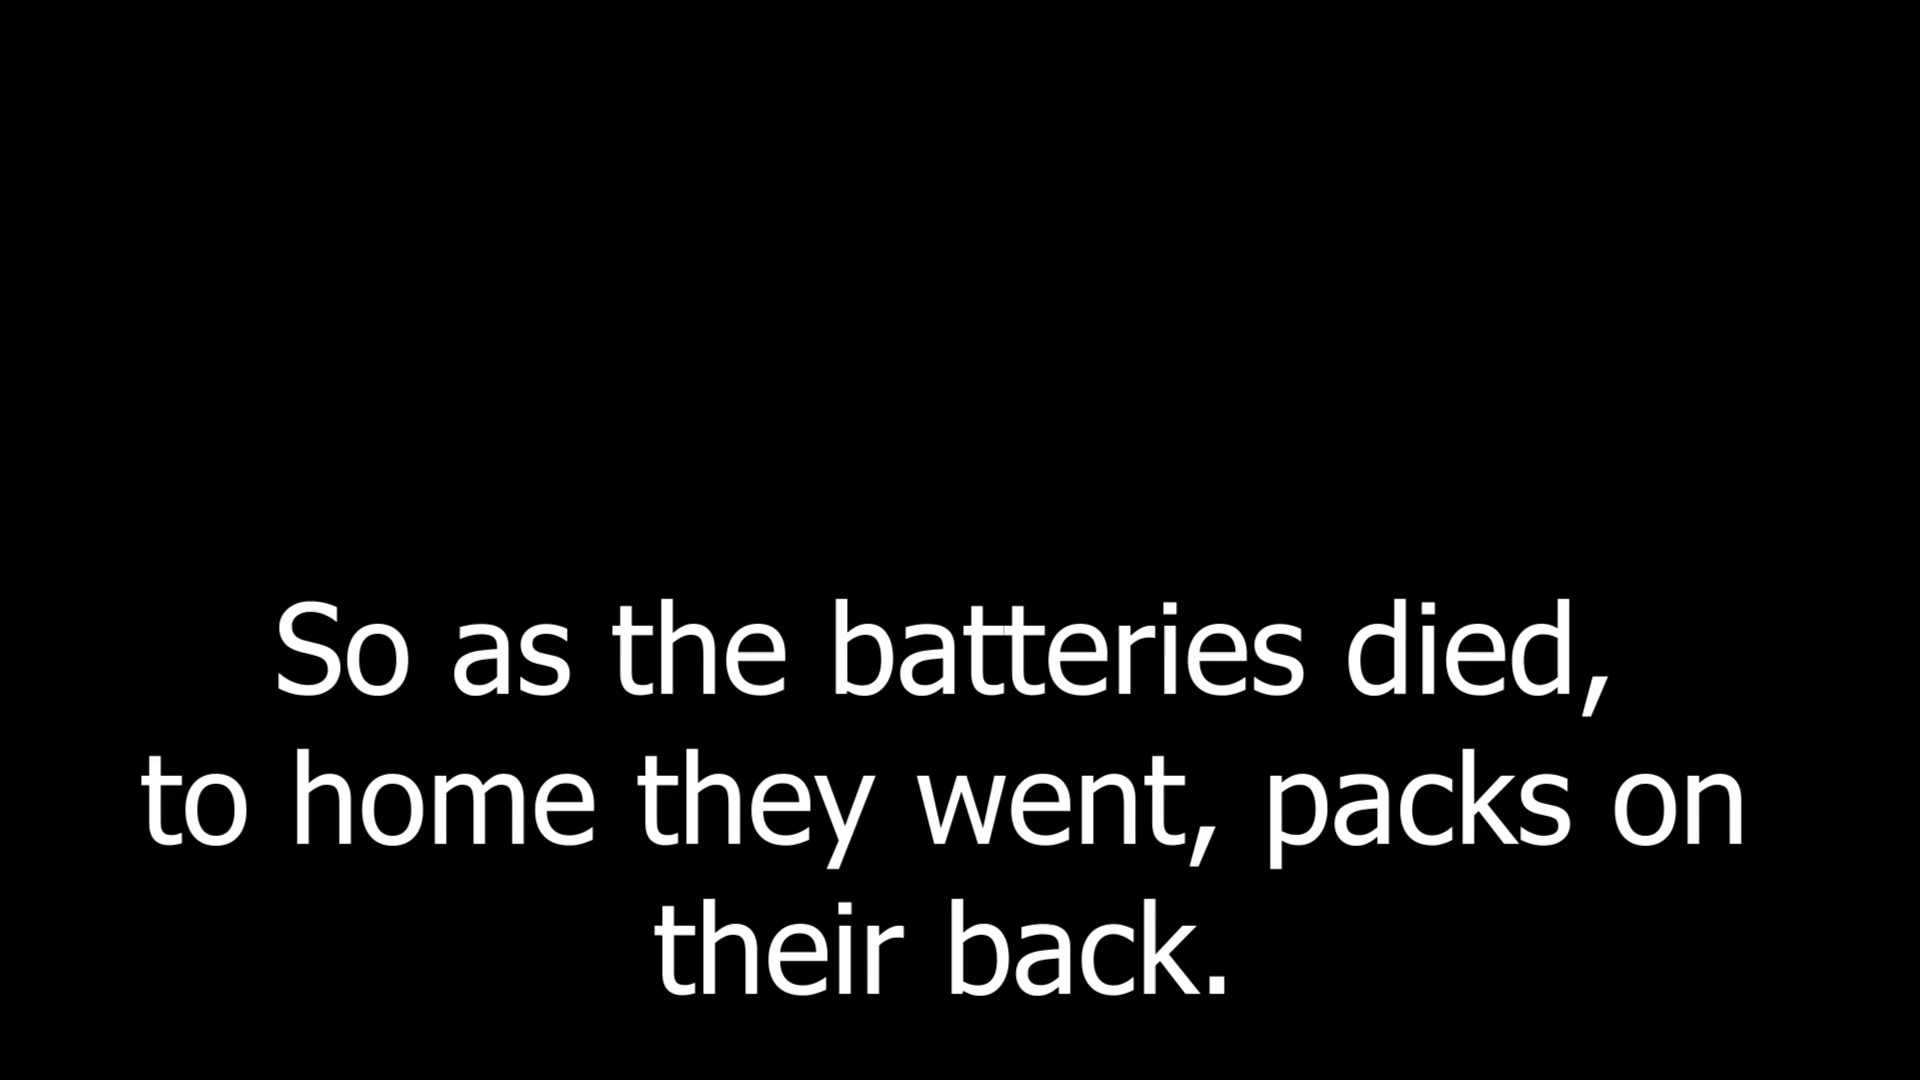 So as the batteries died,
to home they went, packs on
their back.